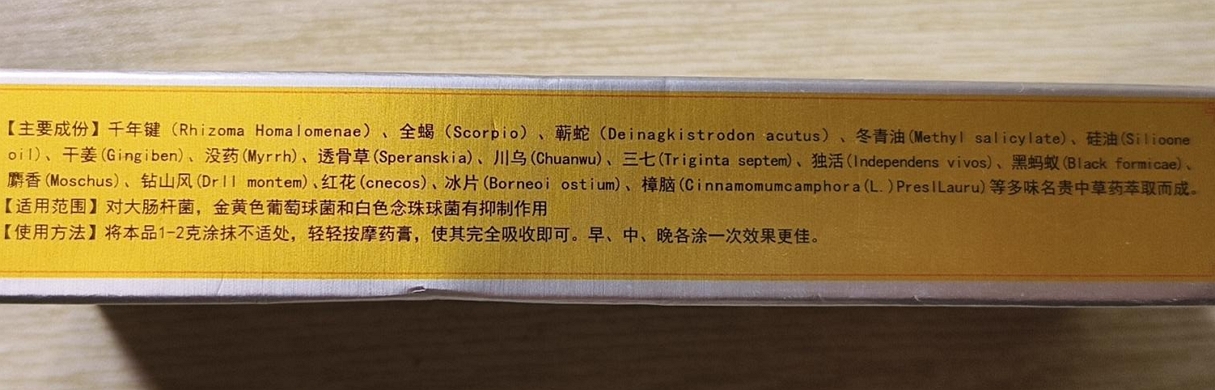 【主要成份】千年键（Rhizoma Homalomenae）、全蝎（Scorpio）、蕲蛇（Deinagkistrodon acutus）、冬青油(Methyl salicylate)、硅油(Silioone
oil)、干姜(Gingiben)、没药(Myrrh)、透骨草(Speranskia)、川乌(Chuanwu)、三七(Triginta septem)、独活(Independens vivos)、黑蚂蚁(Black formicae)、
麝香(Moschus)、钻山风(Drll montem)、红花(cnecos)、冰片(Borneoi ostium)、樟脑(Cinnamomumcamphora(L.)PreslLauru)等多味名贵中草药萃取而成。
【适用范围】对大肠杆菌，金黄色葡萄球菌和白色念珠球菌有抑制作用
【使用方法】将本品1-2克涂抹不适处，轻轻按摩药膏，使其完全吸收即可。早、中、晚各涂一次效果更佳。